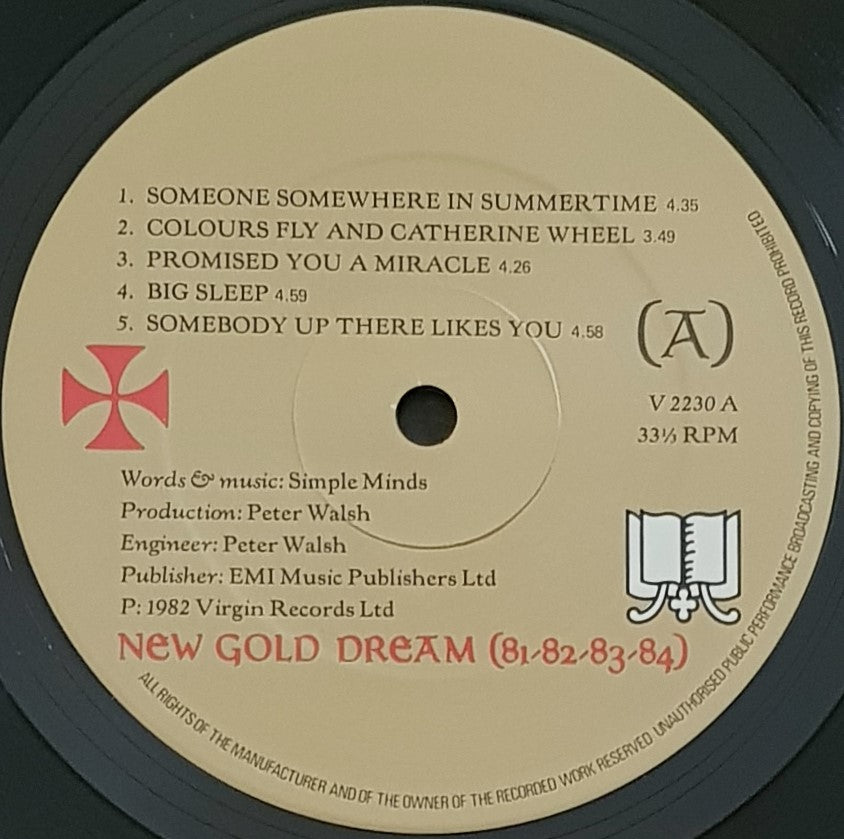 1. SOMEONE SOMEWHERE IN SUMMERTIME 4.35
2. COLOURS FLY AND CATHERINE WHEEL 3.49
3. PROMISED YOU A MIRACLE 4.26
4. BIG SLEEP 4.59
5. SOMEBODY UP THERE LIKES YOU 4.58
(A)
V 2230 A
33⅓ RPM
Words & music: Simple Minds
Production: Peter Walsh
Engineer: Peter Walsh
Publisher: EMI Music Publishers Ltd
P: 1982 Virgin Records Ltd
NEW GOLD DREAM (81-82-83-84)
ALL RIGHTS OF THE MANUFACTURER AND OF THE OWNER OF THE RECORDED WORK RESERVED. UNAUTHORISED PUBLIC PERFORMANCE BROADCASTING AND COPYING OF THIS RECORD PROHIBITED